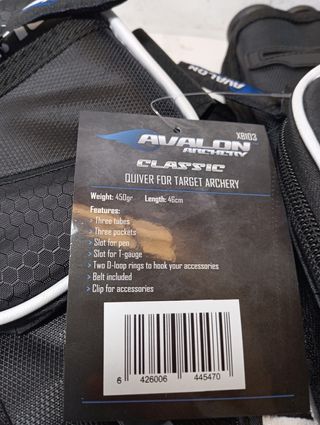 AVALON
XB103
AVALON
ARCHERY
CLASSIC
QUIVER FOR TARGET ARCHERY
Weight: 450gr Length: 46cm
Features:
> Three tubes
> Three pockets
> Slot for pen
> Slot for T-gauge
> Two D-loop rings to hook your accessories
> Belt included
> Clip for accessories
6 426006 445470